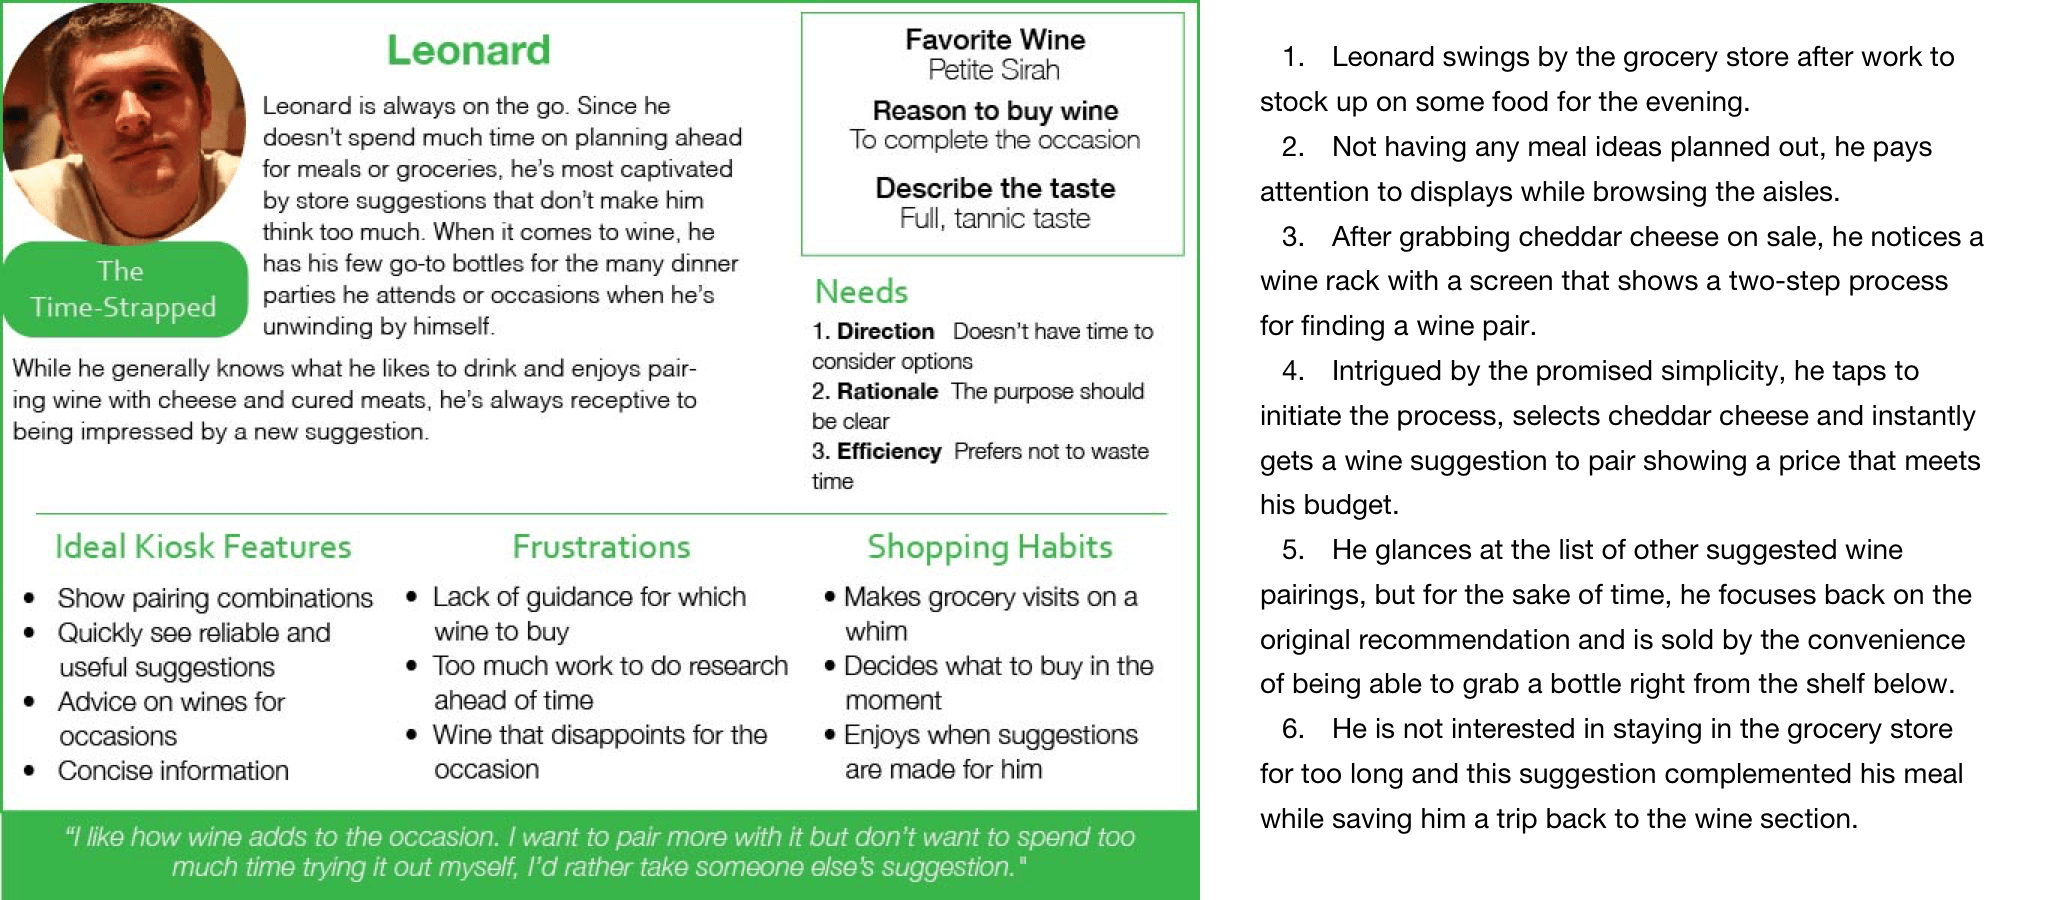 Leonard
Leonard is always on the go. Since he
doesn't spend much time on planning ahead
for meals or groceries, he's most captivated
by store suggestions that don't make him
think too much. When it comes to wine, he
has his few go-to bottles for the many dinner
parties he attends or occasions when he's
unwinding by himself.
The
Time-Strapped
While he generally knows what he likes to drink and enjoys pair-
ing wine with cheese and cured meats, he's always receptive to
being impressed by a new suggestion.
Favorite Wine
Petite Sirah
Reason to buy wine
To complete the occasion
Describe the taste
Full, tannic taste
Needs
1. Direction Doesn't have time to
consider options
2. Rationale The purpose should
be clear
3. Efficiency Prefers not to waste
time
Ideal Kiosk Features
• Show pairing combinations
• Quickly see reliable and
useful suggestions
• Advice on wines for
occasions
• Concise information
Frustrations
• Lack of guidance for which
wine to buy
• Too much work to do research
ahead of time
• Wine that disappoints for the
occasion
Shopping Habits
• Makes grocery visits on a
whim
• Decides what to buy in the
moment
• Enjoys when suggestions
are made for him
"I like how wine adds to the occasion. I want to pair more with it but don't want to spend too
much time trying it out myself, I'd rather take someone else's suggestion."
1. Leonard swings by the grocery store after work to
stock up on some food for the evening.
2. Not having any meal ideas planned out, he pays
attention to displays while browsing the aisles.
3. After grabbing cheddar cheese on sale, he notices a
wine rack with a screen that shows a two-step process
for finding a wine pair.
4. Intrigued by the promised simplicity, he taps to
initiate the process, selects cheddar cheese and instantly
gets a wine suggestion to pair showing a price that meets
his budget.
5. He glances at the list of other suggested wine
pairings, but for the sake of time, he focuses back on the
original recommendation and is sold by the convenience
of being able to grab a bottle right from the shelf below.
6. He is not interested in staying in the grocery store
for too long and this suggestion complemented his meal
while saving him a trip back to the wine section.